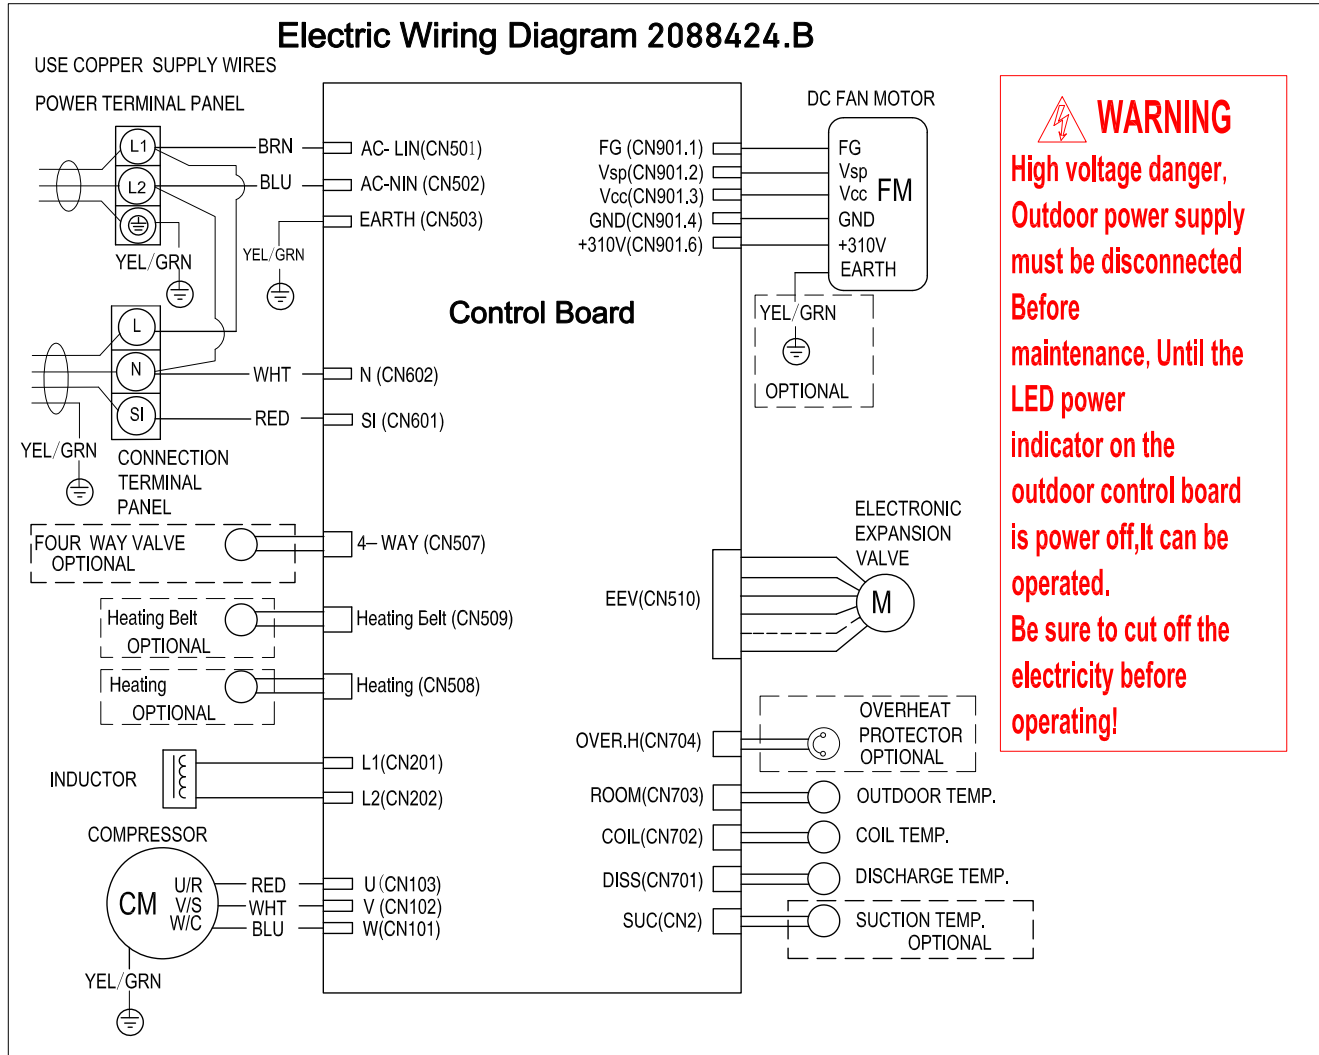 Electric Wiring Diagram 2088424.B
USE COPPER SUPPLY WIRES
POWER TERMINAL PANEL
L1
L2
BRN
BLU
YEL/GRN
YEL/GRN
AC- LIN(CN501)
AC-NIN (CN502)
EARTH (CN503)
Control Board
L
N
SI
WHT
RED
N (CN602)
SI (CN601)
YEL/GRN
CONNECTION
TERMINAL
PANEL
FOUR WAY VALVE
OPTIONAL
4-WAY (CN507)
Heating Belt
OPTIONAL
Heating Belt (CN509)
Heating
OPTIONAL
Heating (CN508)
INDUCTOR
L1(CN201)
L2(CN202)
COMPRESSOR
CM
U/R
V/S
W/C
RED
WHT
BLU
U(CN103)
V (CN102)
W(CN101)
YEL/GRN
DC FAN MOTOR
FG (CN901.1)
Vsp(CN901.2)
Vcc(CN901.3)
GND(CN901.4)
+310V(CN901.6)
FG
Vsp
Vcc
FM
GND
+310V
EARTH
YEL/GRN
OPTIONAL
ELECTRONIC
EXPANSION
VALVE
EEV(CN510)
M
OVER.H(CN704)
OVERHEAT
PROTECTOR
OPTIONAL
ROOM(CN703)
OUTDOOR TEMP.
COIL(CN702)
COIL TEMP.
DISS(CN701)
DISCHARGE TEMP.
SUC(CN2)
SUCTION TEMP.
OPTIONAL
WARNING
High voltage danger,
Outdoor power supply
must be disconnected
Before
maintenance, Until the
LED power
indicator on the
outdoor control board
is power off,It can be
operated.
Be sure to cut off the
electricity before
operating!